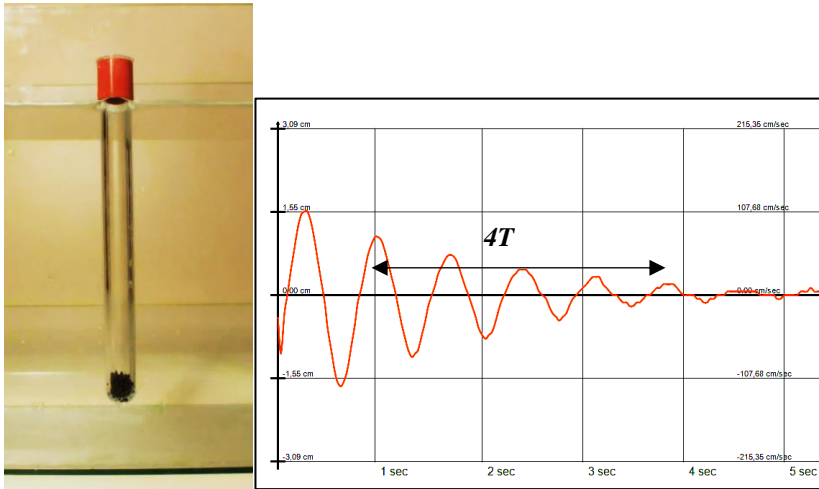 3,09 cm
215,35 cm/sec
1,55 cm
107,68 cm/sec
4T
0,00 cm
0,00 cm/sec
-1,55 cm
-107,68 cm/sec
-3,09 cm
-215,35 cm/sec
1 sec
2 sec
3 sec
4 sec
5 sec